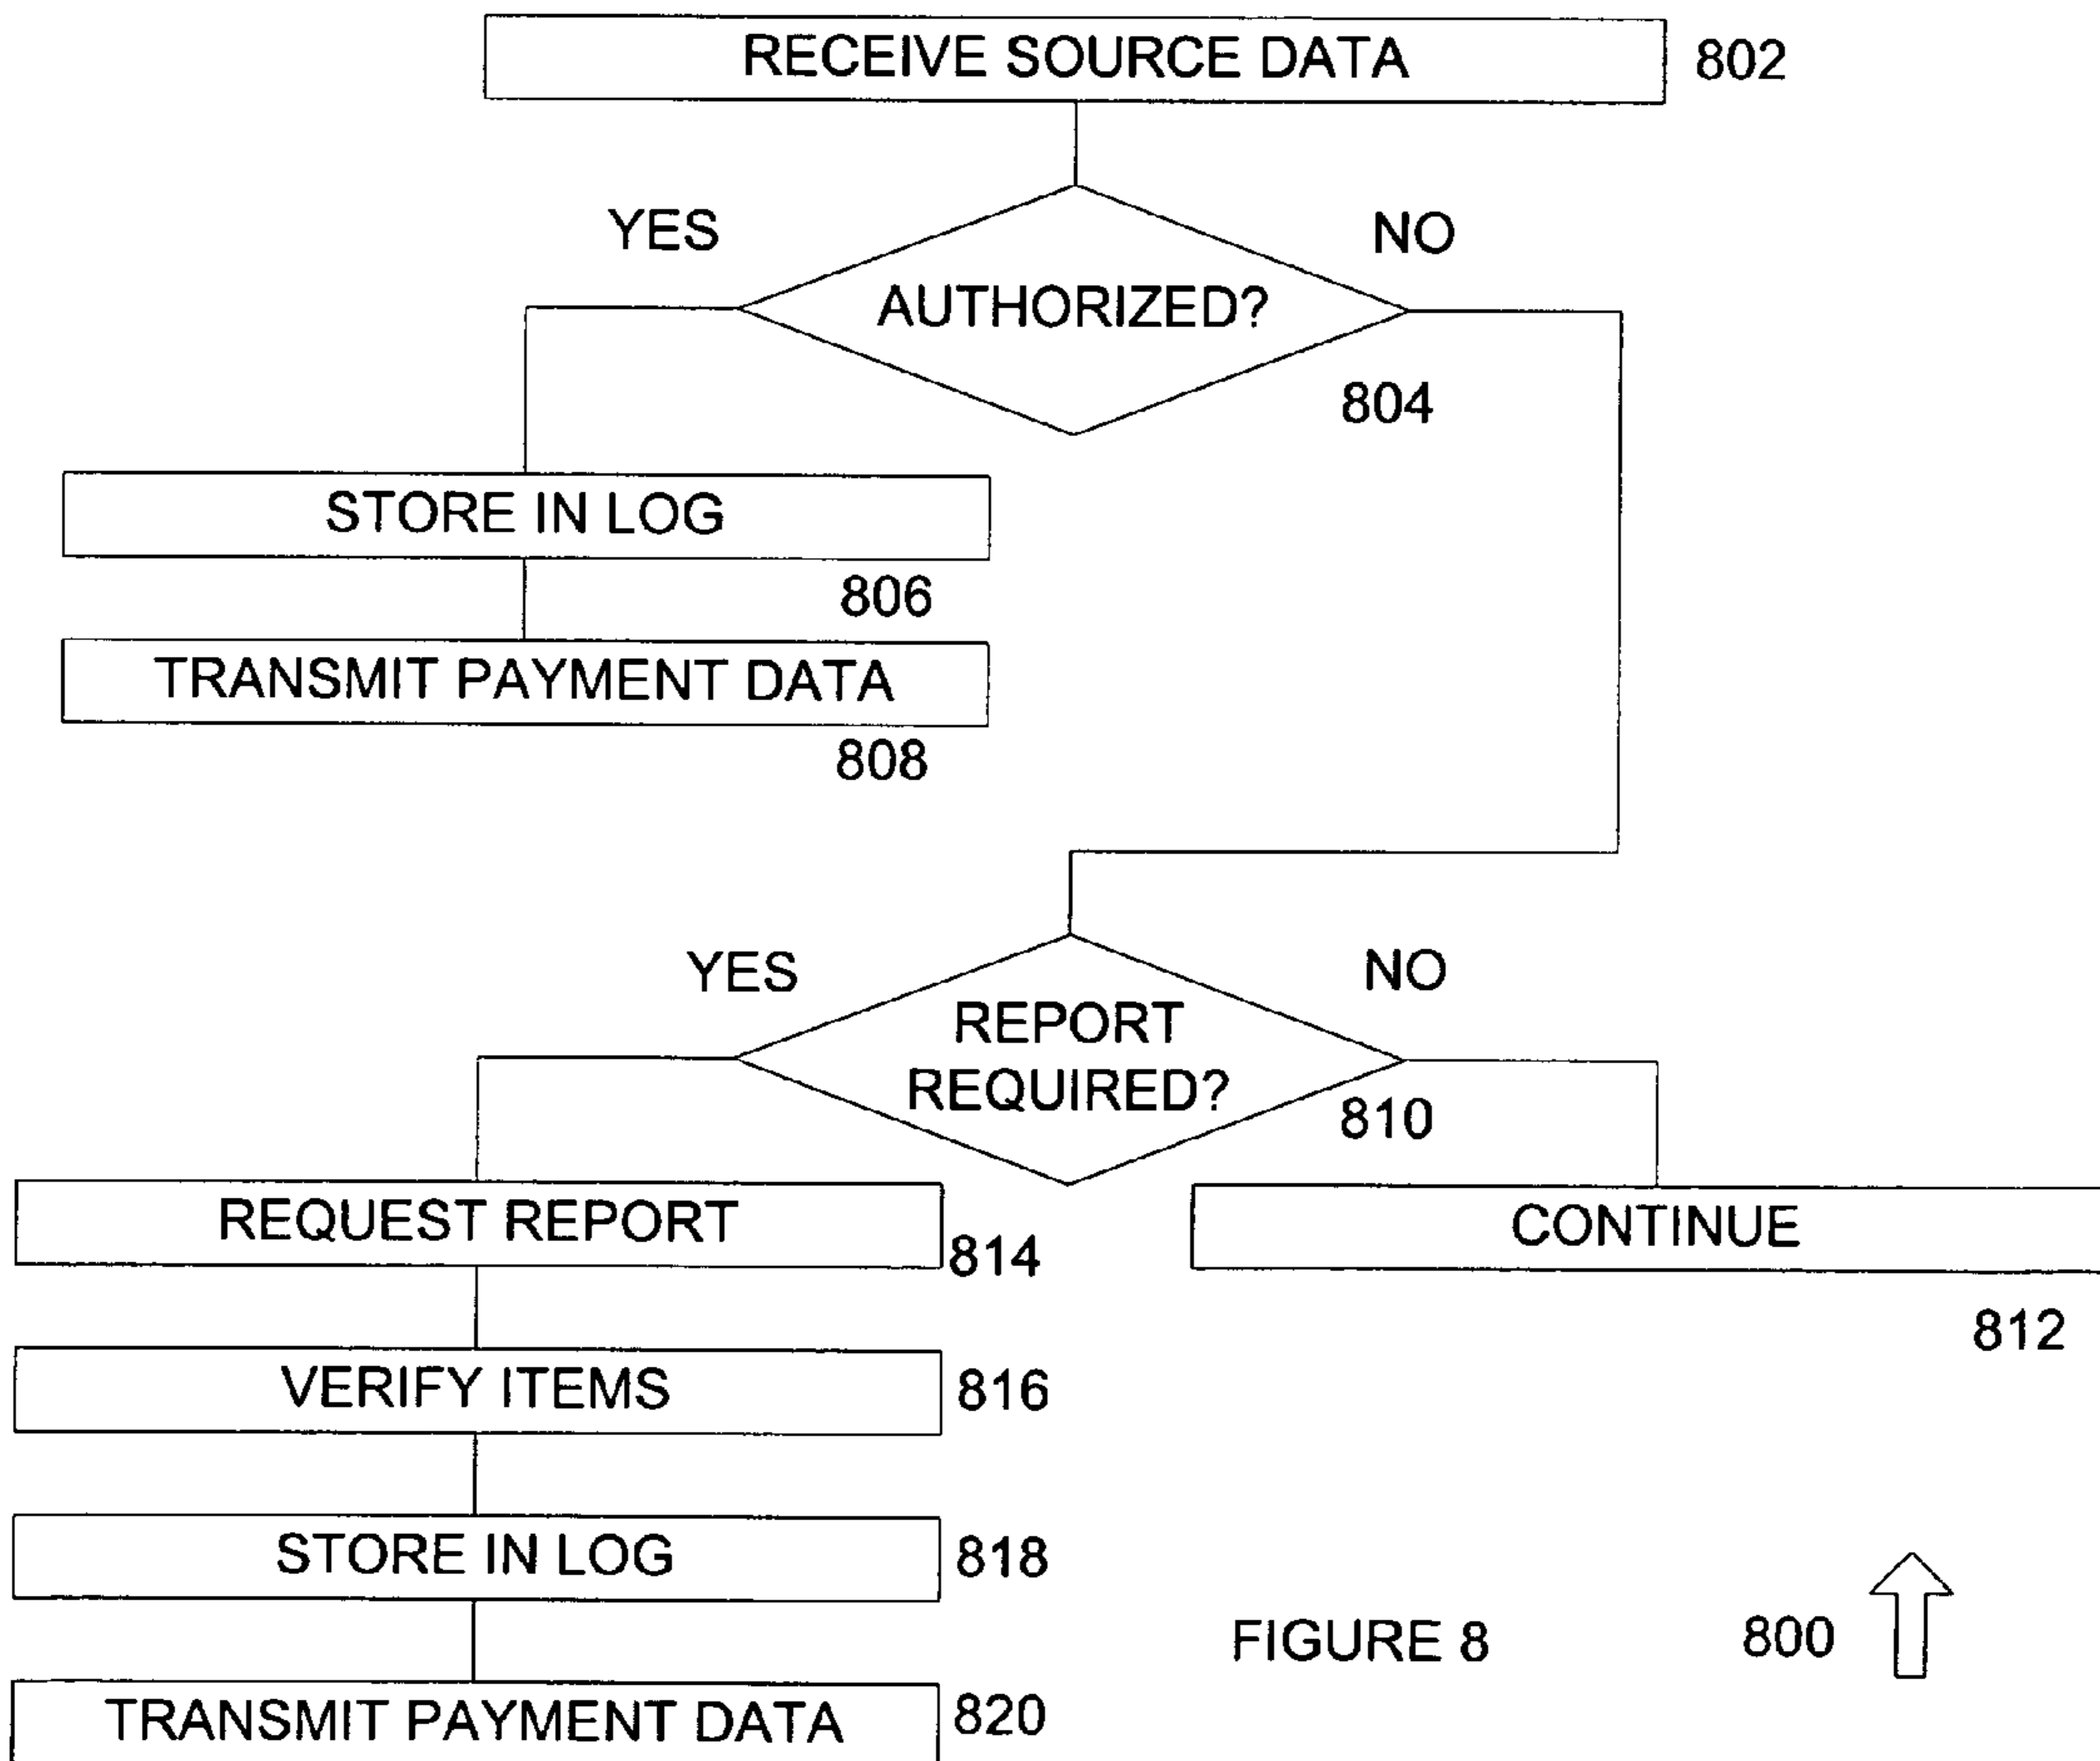 RECEIVE SOURCE DATA
802
YES
NO
AUTHORIZED?
804
STORE IN LOG
806
TRANSMIT PAYMENT DATA
808
YES
NO
REPORT
REQUIRED?
810
REQUEST REPORT
814
CONTINUE
812
VERIFY ITEMS
816
STORE IN LOG
818
FIGURE 8
800
TRANSMIT PAYMENT DATA
820